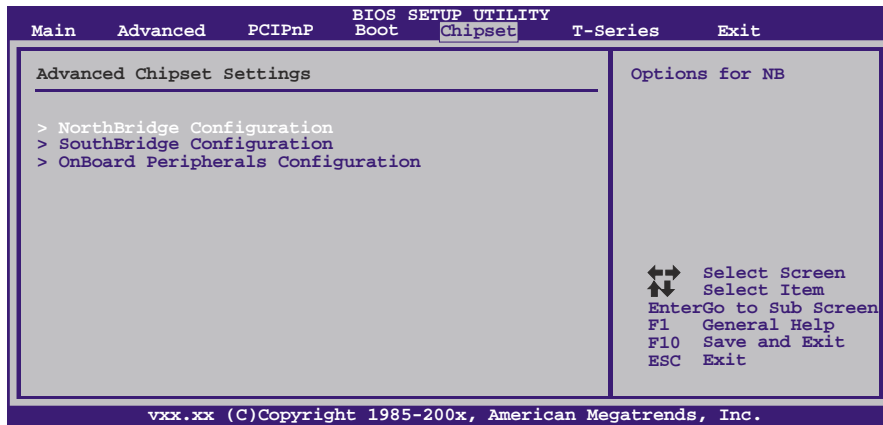 BIOS SETUP UTILITY
Main Advanced PCIPnP Boot Chipset T-Series Exit
Advanced Chipset Settings
> NorthBridge Configuration
> SouthBridge Configuration
> OnBoard Peripherals Configuration
Options for NB
Select Screen
Select Item
EnterGo to Sub Screen
F1 General Help
F10 Save and Exit
ESC Exit
vxx.xx (C)Copyright 1985-200x, American Megatrends, Inc.